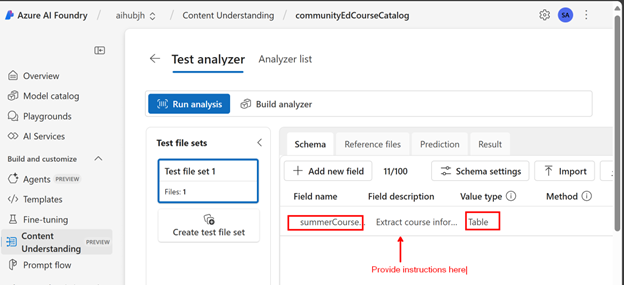 Azure AI Foundry / aihubjh / Content Understanding / communityEdCourseCatalog SA
Overview
Model catalog
Playgrounds
AI Services
Build and customize
Agents PREVIEW
Templates
Fine-tuning
Content
Understanding PREVIEW
Prompt flow
Test analyzer Analyzer list
Run analysis Build analyzer
Test file sets
Test file set 1
Files: 1
Create test file set
Schema Reference files Prediction Result
+ Add new field 11/100 Schema settings Import
Field name Field description Value type Method
summerCourse... Extract course infor... Table
Provide instructions here